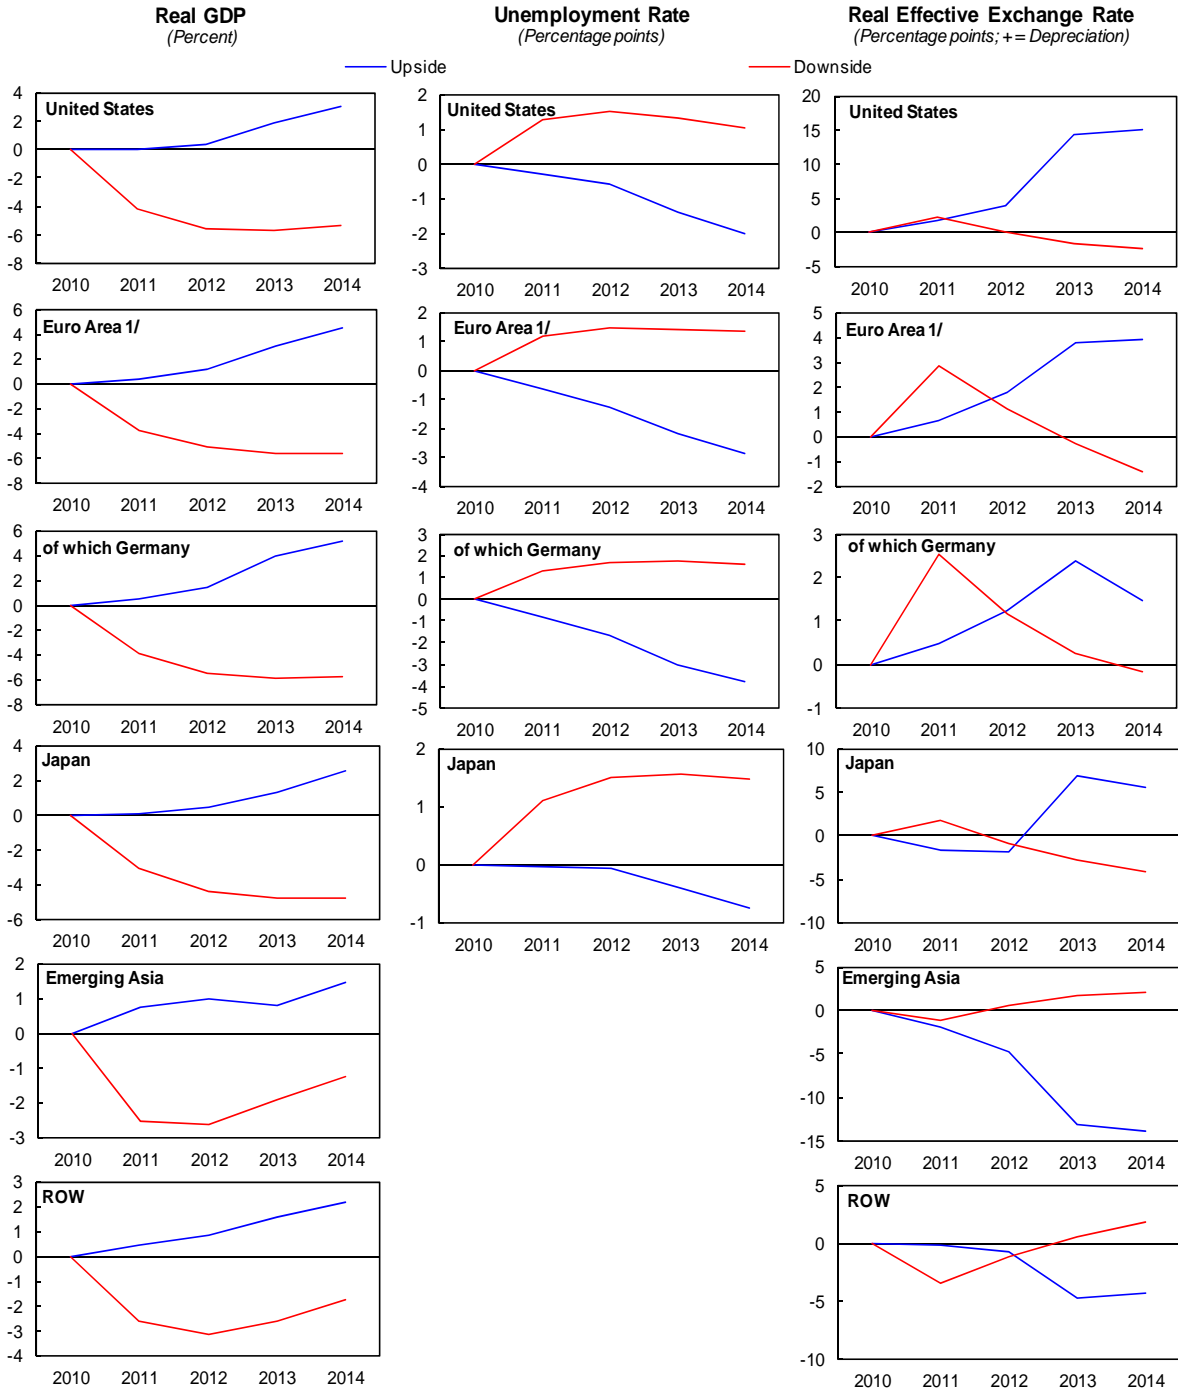 Real GDP
(Percent)
Unemployment Rate
(Percentage points)
Real Effective Exchange Rate
(Percentage points; + = Depreciation)
Upside
Downside
United States
4
2
0
-2
-4
-6
-8
2010 2011 2012 2013 2014
United States
2
1
0
-1
-2
-3
2010 2011 2012 2013 2014
United States
20
15
10
5
0
-5
2010 2011 2012 2013 2014
Euro Area 1/
6
4
2
0
-2
-4
-6
-8
2010 2011 2012 2013 2014
Euro Area 1/
2
1
0
-1
-2
-3
-4
2010 2011 2012 2013 2014
Euro Area 1/
5
4
3
2
1
0
-1
-2
2010 2011 2012 2013 2014
of which Germany
6
4
2
0
-2
-4
-6
-8
2010 2011 2012 2013 2014
of which Germany
3
2
1
0
-1
-2
-3
-4
-5
2010 2011 2012 2013 2014
of which Germany
3
2
1
0
-1
2010 2011 2012 2013 2014
Japan
4
2
0
-2
-4
-6
2010 2011 2012 2013 2014
Japan
2
1
0
-1
2010 2011 2012 2013 2014
Japan
10
5
0
-5
-10
2010 2011 2012 2013 2014
Emerging Asia
2
1
0
-1
-2
-3
2010 2011 2012 2013 2014
Emerging Asia
5
0
-5
-10
-15
2010 2011 2012 2013 2014
ROW
3
2
1
0
-1
-2
-3
-4
2010 2011 2012 2013 2014
ROW
5
0
-5
-10
2010 2011 2012 2013 2014